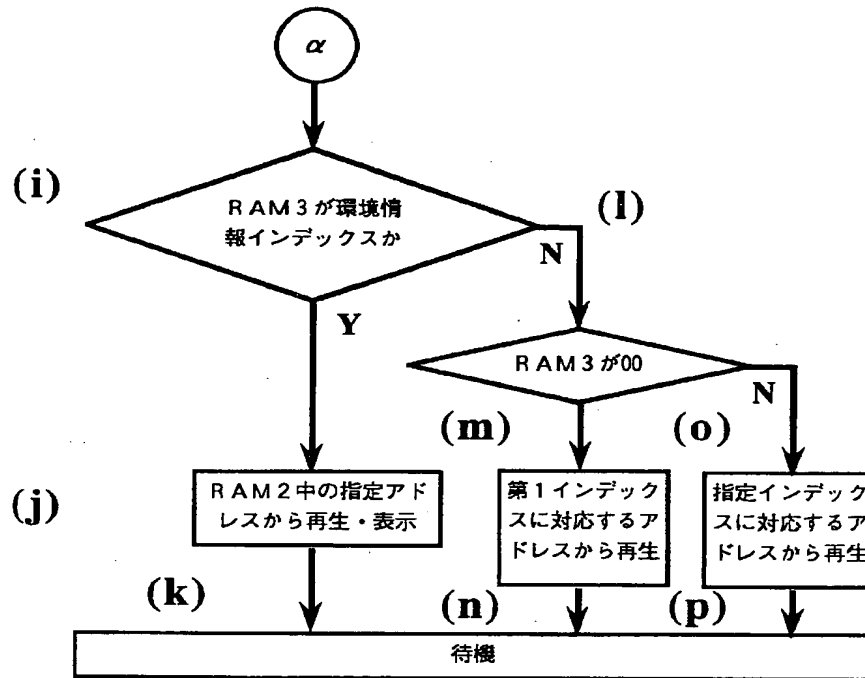 α
(i)
ＲＡＭ３が環境情
報インデックスか
(l)
N
Y
ＲＡＭ３が00
N
(m)
(o)
(j)
ＲＡＭ２中の指定アド
レスから再生・表示
第１インデック
スに対応するア
ドレスから再生
指定インデック
スに対応するア
ドレスから再生
(k)
(n)
(p)
待機